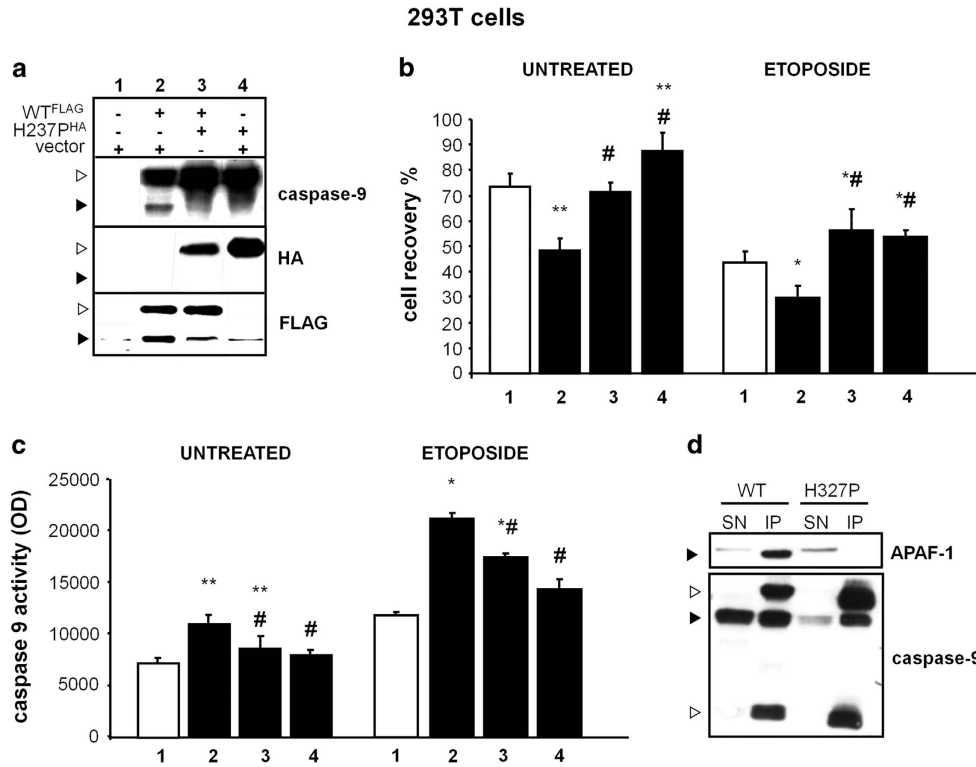 293T cells
a
1 2 3 4
WTFLAG - + + -
H237PHA - - + +
vector + + - +
caspase-9
HA
FLAG
b
UNTREATED ETOPOSIDE
cell recovery %
100
90
80
70
60
50
40
30
20
10
0
** # ** # * *# *#
1 2 3 4 1 2 3 4
c
UNTREATED ETOPOSIDE
caspase 9 activity (OD)
25000
20000
15000
10000
5000
0
** ** # # * *# #
1 2 3 4 1 2 3 4
d
WT H327P
SN IP SN IP
APAF-1
caspase-9